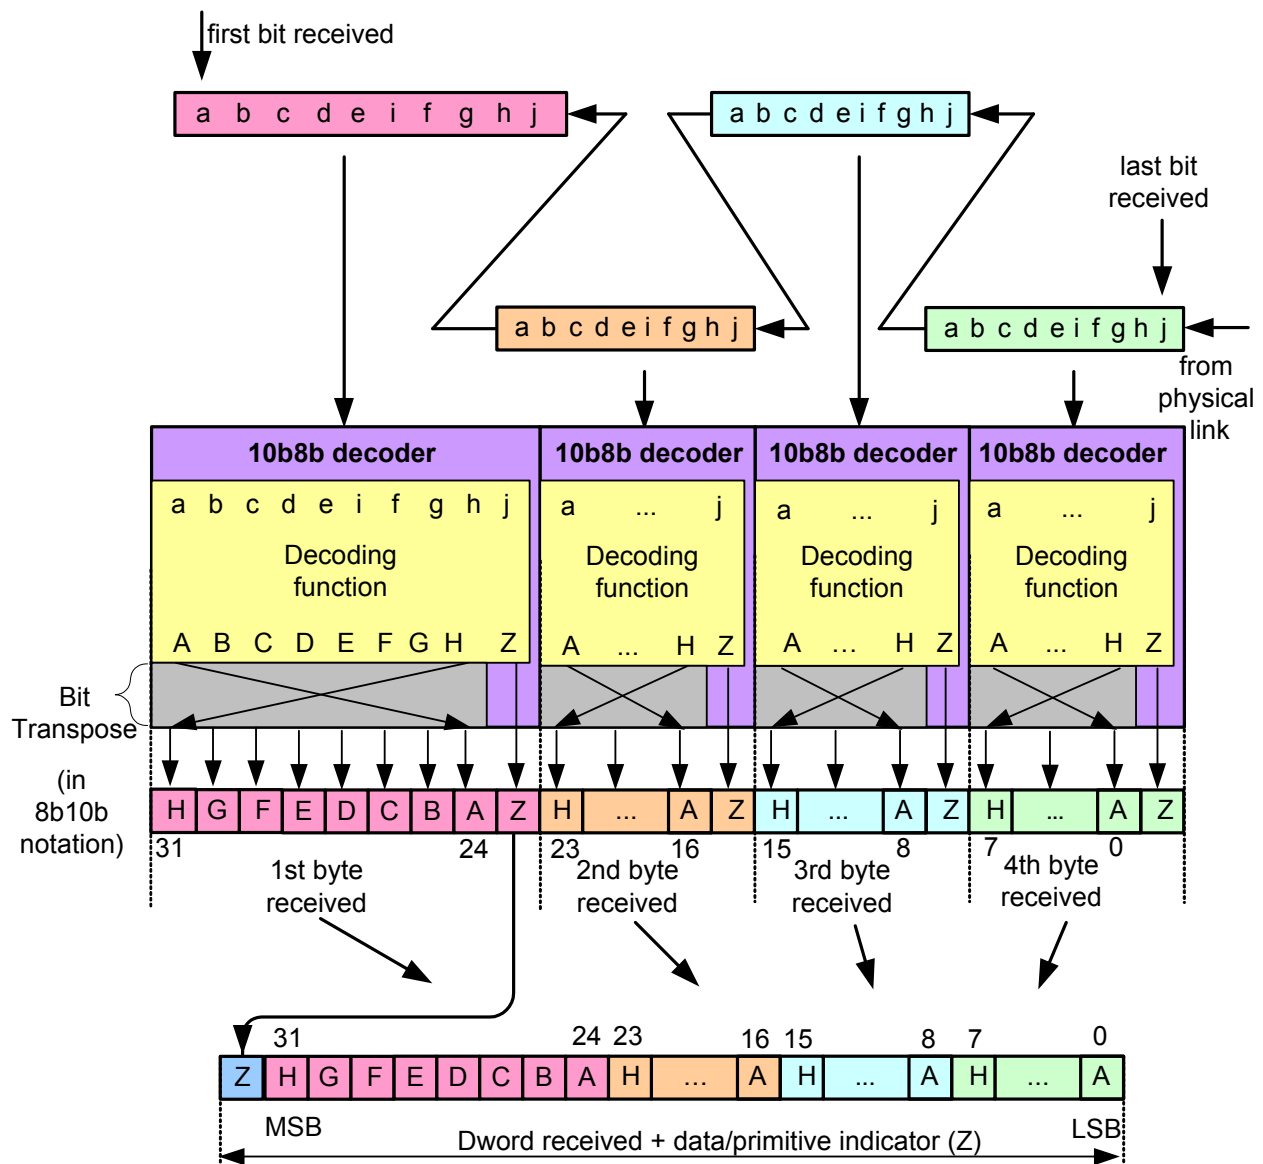 first bit received
a b c d e i f g h j
a b c d e i f g h j
last bit
received
a b c d e i f g h j
a b c d e i f g h j
from
physical
link
10b8b decoder
10b8b decoder
10b8b decoder
10b8b decoder
a b c d e i f g h j
a ... j
a ... j
a ... j
Decoding
function
Decoding
function
Decoding
function
Decoding
function
A B C D E F G H Z
A ... H Z
A ... H Z
A ... H Z
Bit
Transpose
(in
8b10b
notation)
H G F E D C B A Z H ... A Z H ... A Z H ... A Z
31 24 23 16 15 8 7 0
1st byte
received
2nd byte
received
3rd byte
received
4th byte
received
31 24 23 16 15 8 7 0
Z H G F E D C B A H ... A H ... A H ... A
MSB LSB
Dword received + data/primitive indicator (Z)